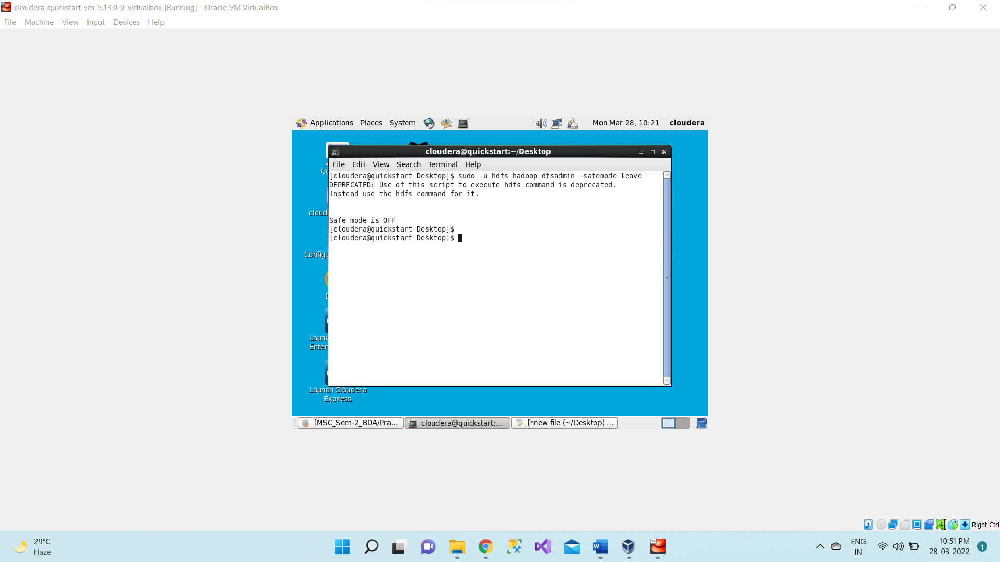 cloudera-quickstart-vm-5.13.0-0-virtualbox [Running] - Oracle VM VirtualBox
File Machine View Input Devices Help
Applications Places System Mon Mar 28, 10:21 cloudera
cloudera@quickstart:~/Desktop
File Edit View Search Terminal Help
[cloudera@quickstart Desktop]$ sudo -u hdfs hadoop dfsadmin -safemode leave
DEPRECATED: Use of this script to execute hdfs command is deprecated.
Instead use the hdfs command for it.
Safe mode is OFF
[cloudera@quickstart Desktop]$
[cloudera@quickstart Desktop]$
Launch Cloudera
Express
[MSC_Sem-2_BDA/Pra... cloudera@quickstart:... [*new file (~/Desktop) ...
Right Ctrl
29°C
Haze
64
ENG
IN
10:51 PM
28-03-2022
1